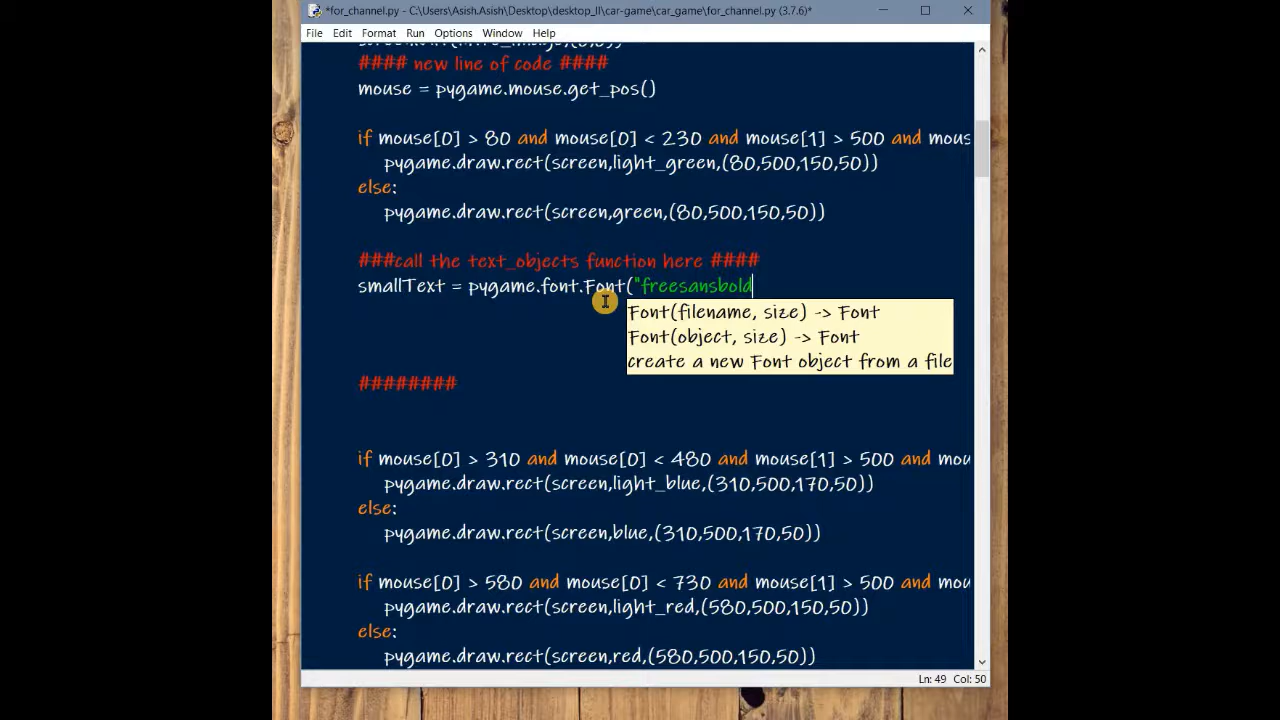 *for_channel.py - C:\Users\Asish.Asish\Desktop\desktop_ll\car-game\car_game\for_channel.py (3.7.6)*
File Edit Format Run Options Window Help
#### new line of code ####
mouse = pygame.mouse.get_pos()
if mouse[0] > 80 and mouse[0] < 230 and mouse[1] > 500 and mous
pygame.draw.rect(screen,light_green,(80,500,150,50))
else:
pygame.draw.rect(screen,green,(80,500,150,50))
###call the text_objects function here ####
smallText = pygame.font.Font("freesansbold
Font(filename, size) -> Font
Font(object, size) -> Font
create a new Font object from a file
########
if mouse[0] > 310 and mouse[0] < 480 and mouse[1] > 500 and mou
pygame.draw.rect(screen,light_blue,(310,500,170,50))
else:
pygame.draw.rect(screen,blue,(310,500,170,50))
if mouse[0] > 580 and mouse[0] < 730 and mouse[1] > 500 and mou
pygame.draw.rect(screen,light_red,(580,500,150,50))
else:
pygame.draw.rect(screen,red,(580,500,150,50))
Ln: 49 Col: 50